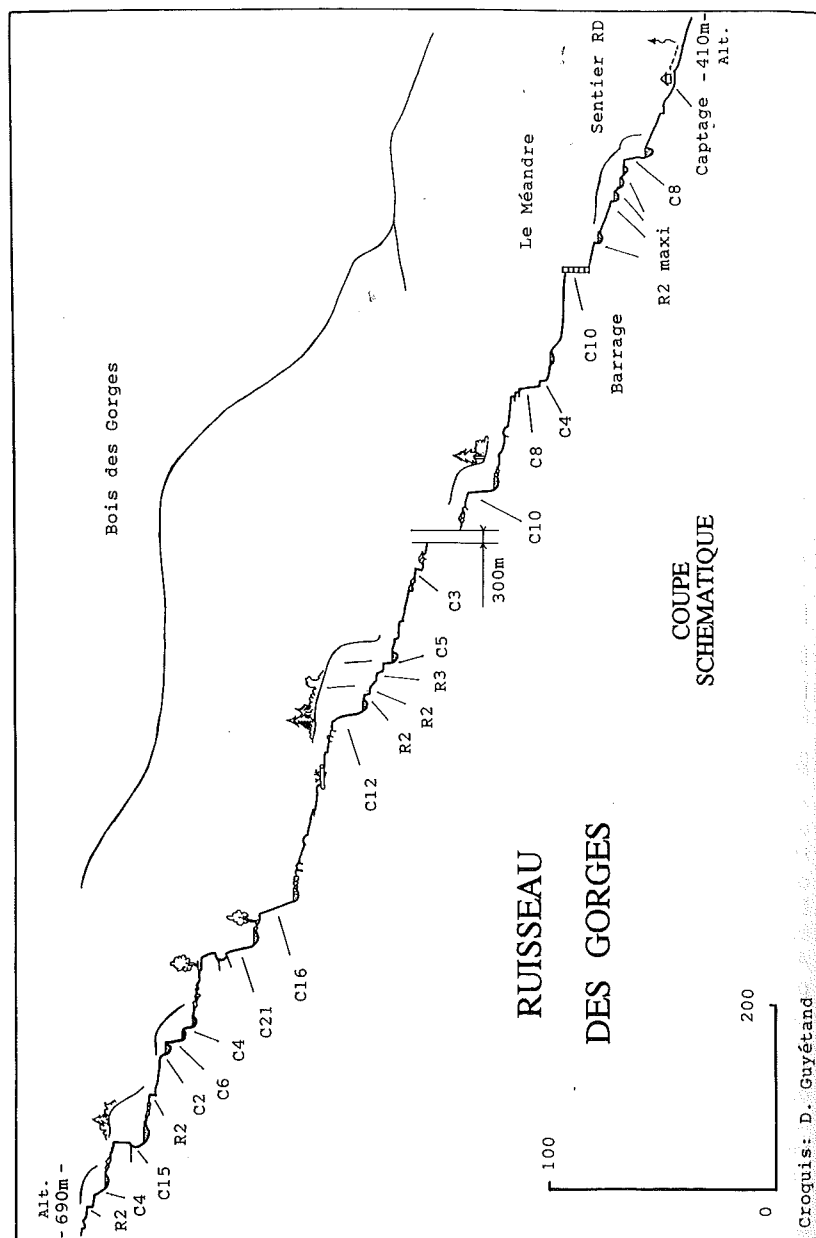 Alt.
-690m-
R2
C4
C15
R2
C2
C6
C4
C21
C16
C12
R2
R2
R3
C5
C3
300m
C10
C8
C4
C10
Barrage
R2 maxi
C8
Captage
-410m-
Alt.
Bois des Gorges
Le Méandre
Sentier RD
RUISSEAU
DES GORGES
COUPE
SCHEMATIQUE
100
0
200
Croquis: D. Guyétand